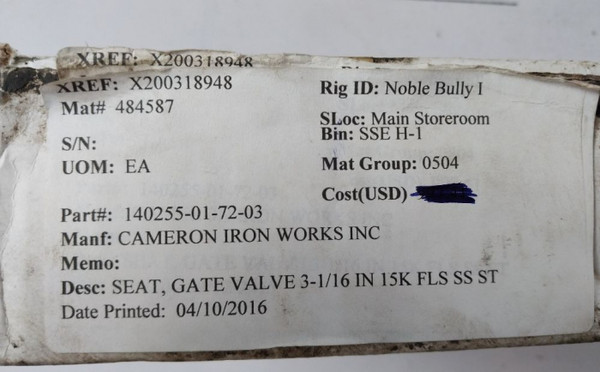 XREF: X200318948
XREF: X200318948
Mat# 484587
S/N:
UOM: EA
Rig ID: Noble Bully I
SLoc: Main Storeroom
Bin: SSE H-1
Mat Group: 0504
Cost(USD)
Part#: 140255-01-72-03
Manf: CAMERON IRON WORKS INC
Memo:
Desc: SEAT, GATE VALVE 3-1/16 IN 15K FLS SS ST
Date Printed: 04/10/2016